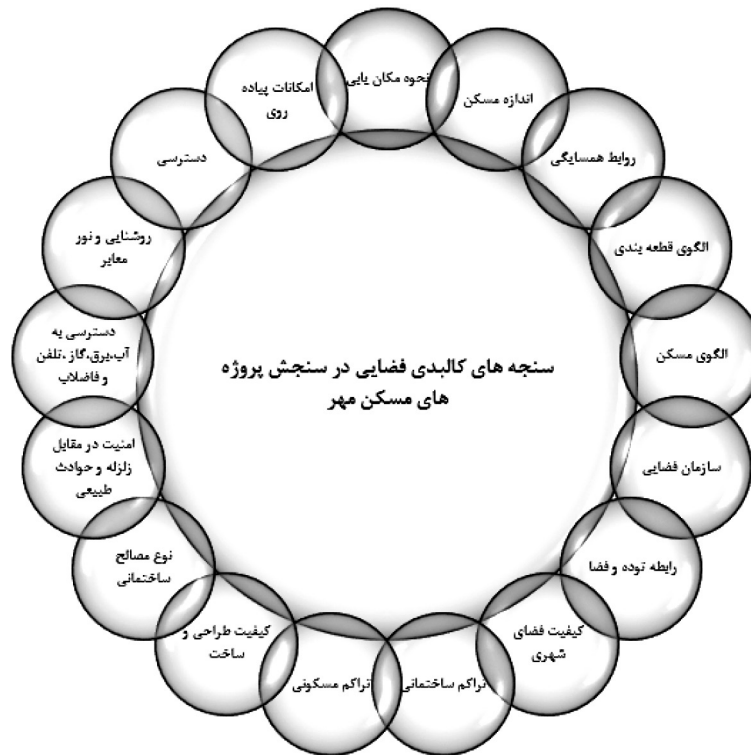 سنجه های کالبدی فضایی در سنجش پروژه
های مسکن مهر
نحوه مکان یابی
اندازه مسکن
روابط همسایگی
الگوی قطعه بندی
الگوی مسکن
سازمان فضایی
رابطه توده و فضا
کیفیت فضای
شهری
تراکم ساختمانی
تراکم مسکونی
کیفیت طراحی و
ساخت
نوع مصالح
ساختمانی
امنیت در مقابل
زلزله و حوادث
طبیعی
دسترسی به
آب،برق،گاز ،تلفن
و فاضلاب
روشنایی و نور
معابر
دسترسی
امکانات پیاده
روی